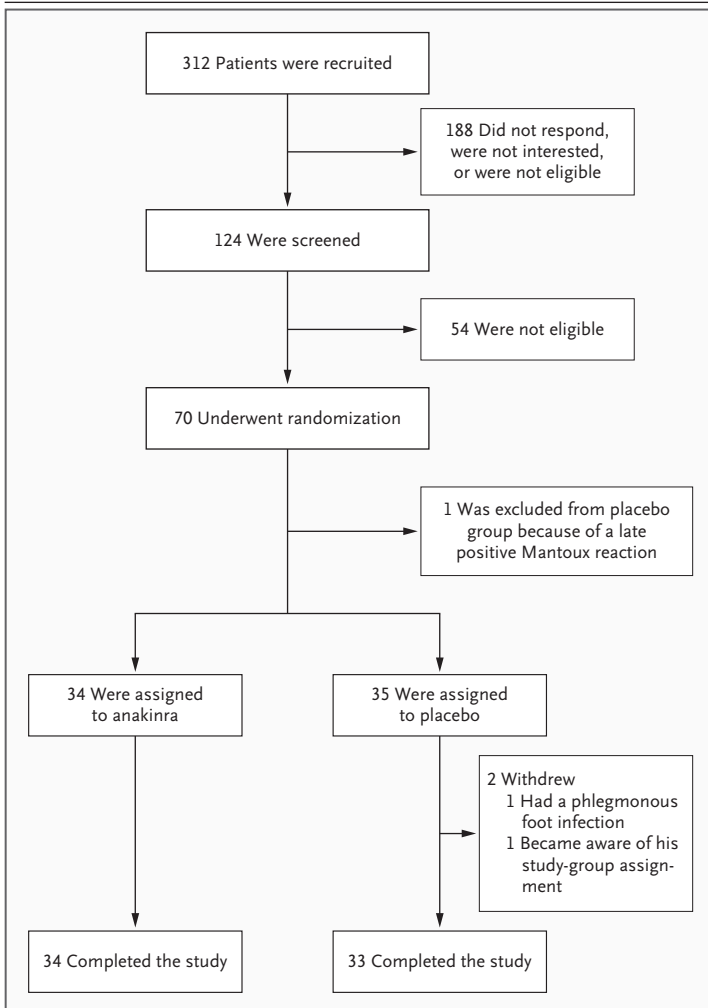 312 Patients were recruited
188 Did not respond,
were not interested,
or were not eligible
124 Were screened
54 Were not eligible
70 Underwent randomization
1 Was excluded from placebo
group because of a late
positive Mantoux reaction
34 Were assigned
to anakinra
35 Were assigned
to placebo
2 Withdrew
1 Had a phlegmonous
foot infection
1 Became aware of his
study-group assign-
ment
34 Completed the study
33 Completed the study